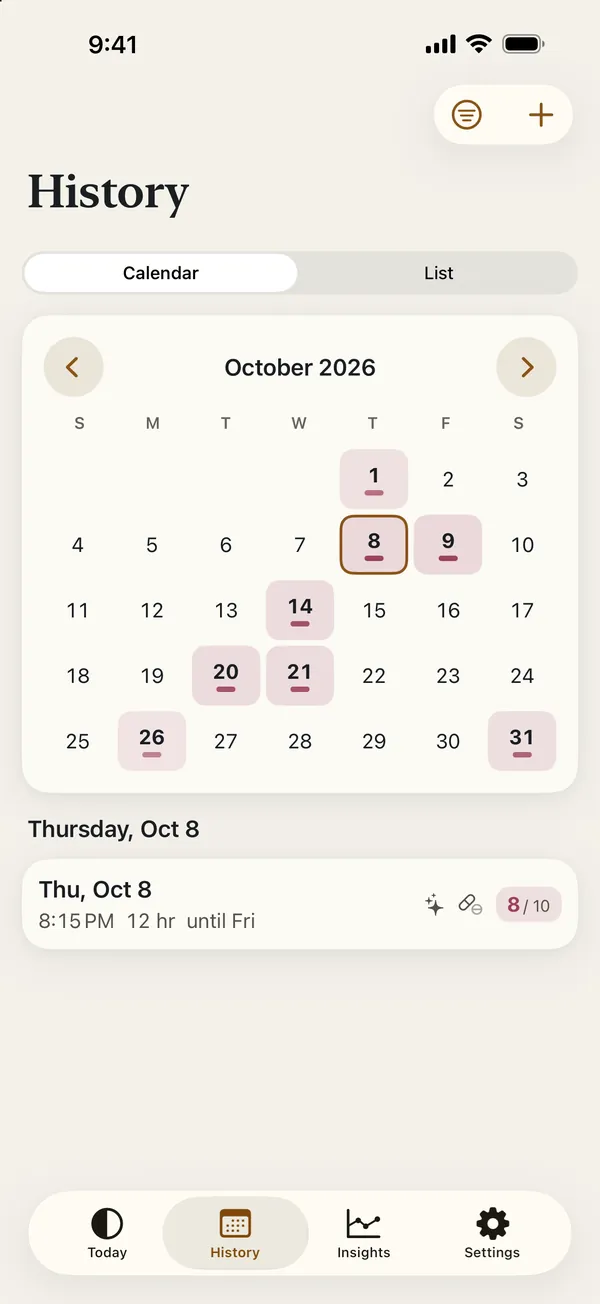 9:41
History
Calendar List
October 2026
S M T W T F S
1 2 3
4 5 6 7 8 9 10
11 12 13 14 15 16 17
18 19 20 21 22 23 24
25 26 27 28 29 30 31
Thursday, Oct 8
Thu, Oct 8
8:15 PM 12 hr until Fri
8 / 10
Today History Insights Settings